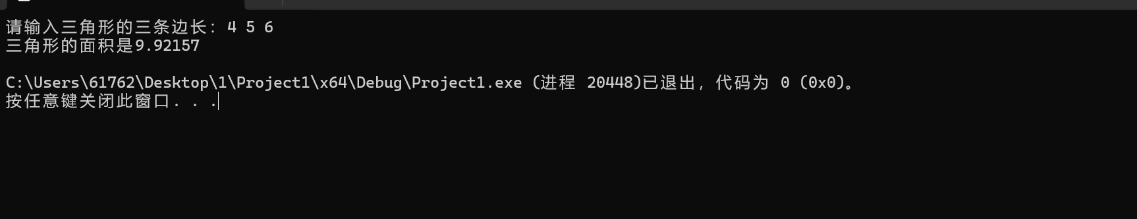 请输入三角形的三条边长：4 5 6
三角形的面积是9.92157
C:\Users\61762\Desktop\1\Project1\x64\Debug\Project1.exe (进程 20448)已退出，代码为 0 (0x0)。
按任意键关闭此窗口. . .